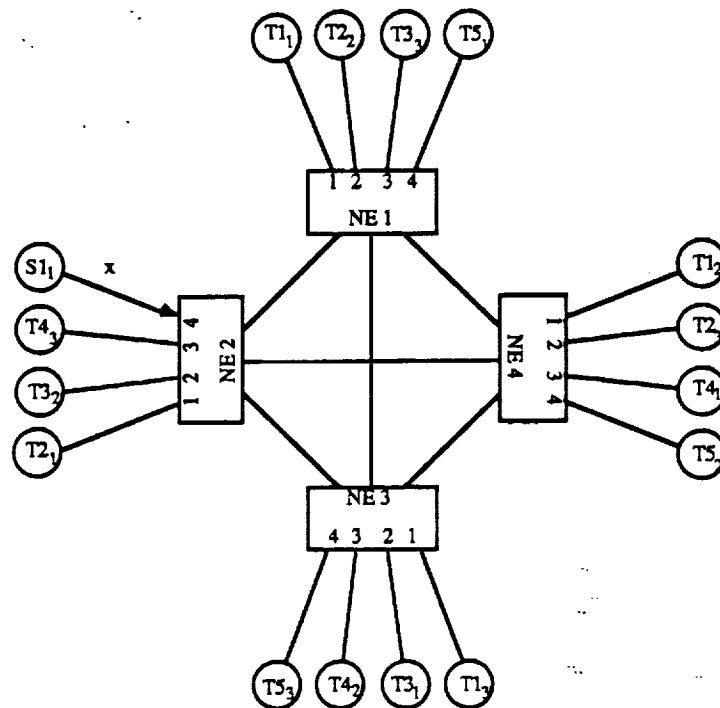 T1₁ T2₂ T3₃ T5₁
1 2 3 4
NE 1
S1₁ x
T4₃
T3₂
T2₁
4
3
2
1
NE 2
T1₂
T2₃
T4₁
T5₂
1
2
3
4
NE 4
NE 3
4 3 2 1
T5₃ T4₂ T3₁ T1₃